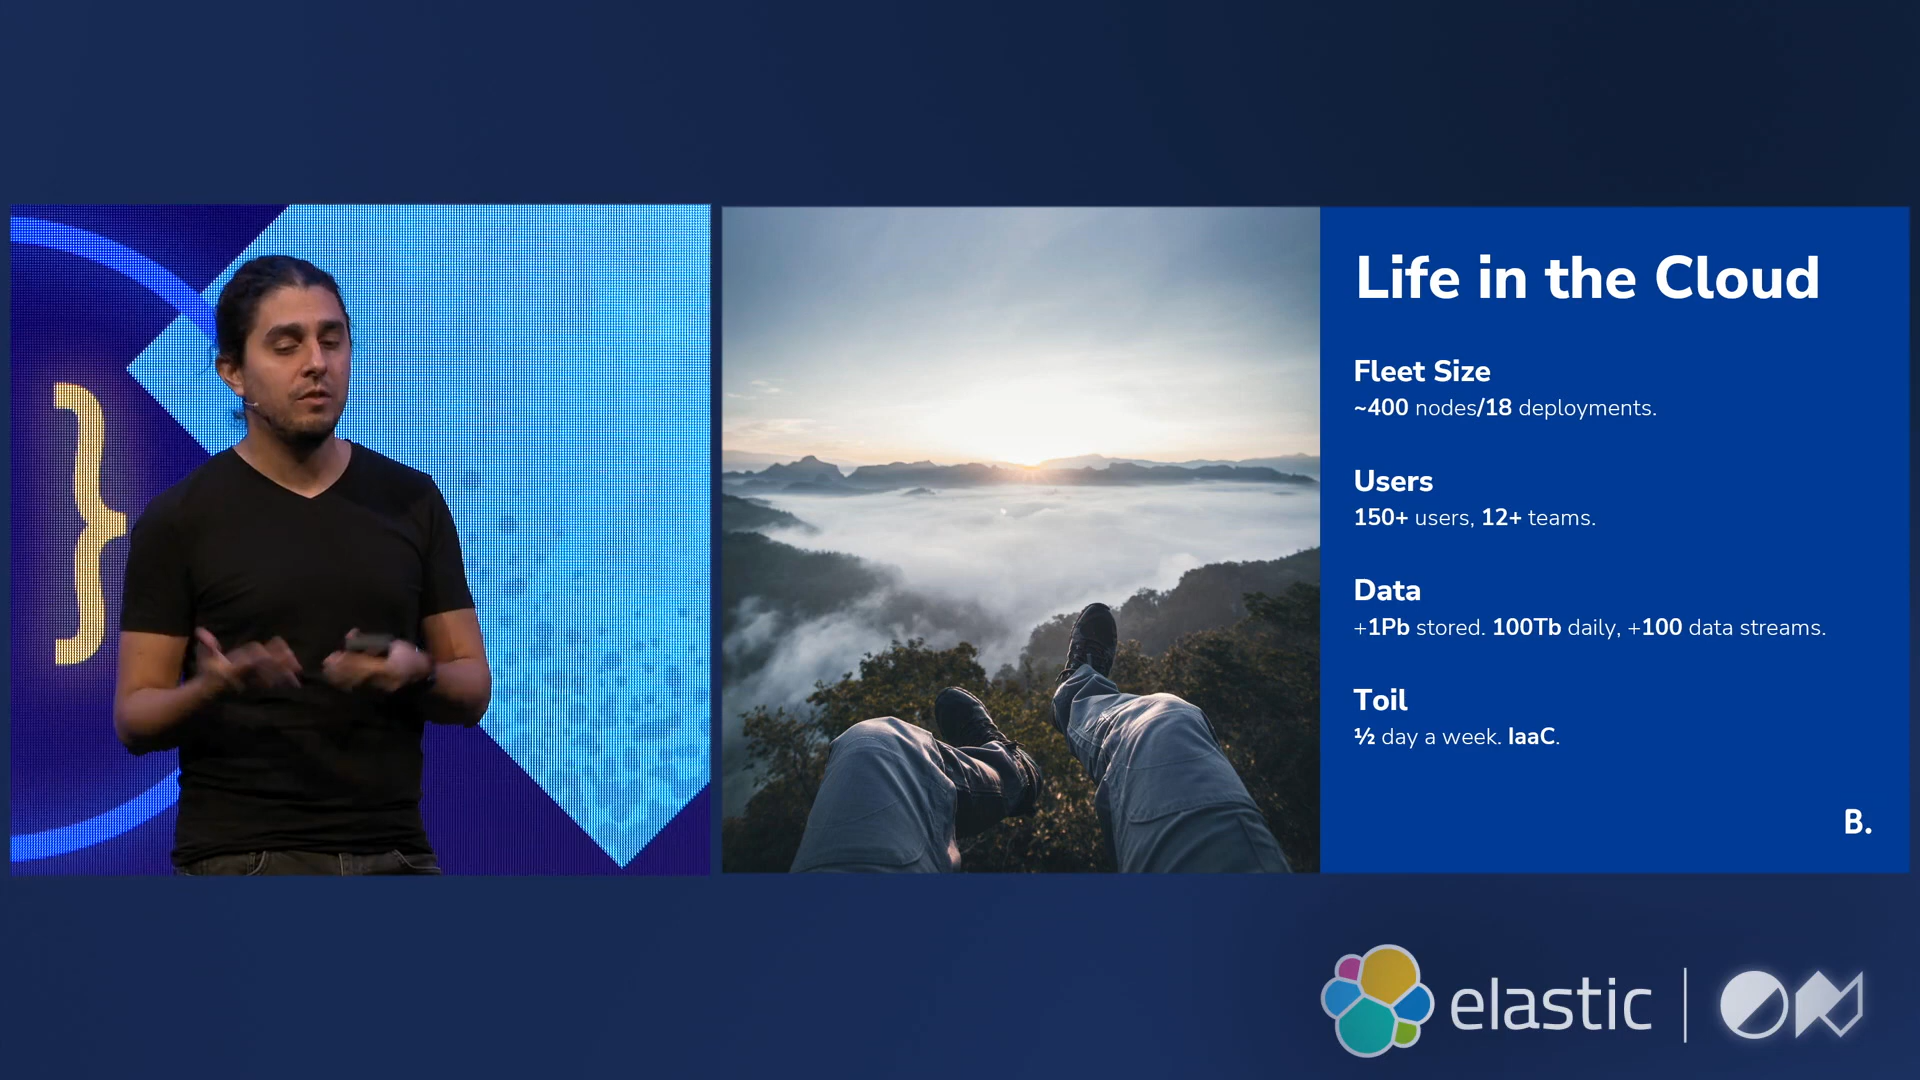 }
Life in the Cloud
Fleet Size
~400 nodes/18 deployments.
Users
150+ users, 12+ teams.
Data
+1Pb stored. 100Tb daily, +100 data streams.
Toil
½ day a week. IaaC.
B.
elastic | ON